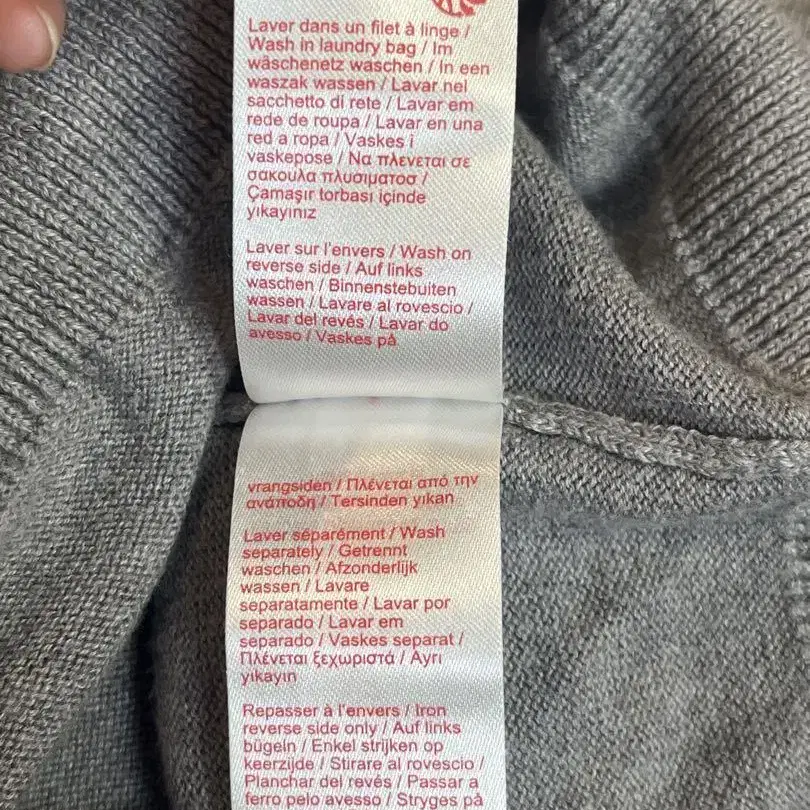 Laver dans un filet à linge /
Wash in laundry bag / Im
wäschenetz waschen / In een
waszak wassen / Lavar nel
sacchetto di rete / Lavar em
rede de roupa / Lavar en una
red a ropa / Vaskes i
vaskepose / Να πλενεται σε
σακουλα πλυσιματοσ /
Çamaşır torbası içinde
yıkayınız
Laver sur l'envers / Wash on
reverse side / Auf links
waschen / Binnenstebuiten
wassen / Lavare al rovescio /
Lavar del revés / Lavar do
avesso / Vaskes på
vrangsiden / Πλένεται από την
ανάποδη / Tersinden yıkan
Laver séparément / Wash
separately / Getrennt
waschen / Afzonderlijk
wassen / Lavare
separatamente / Lavar por
separado / Lavar em
separado / Vaskes separat /
Πλένεται ξεχωριστά / Ayrı
yıkayın
Repasser à l'envers / Iron
reverse side only / Auf links
bügeln / Enkel strijken op
keerzijde / Stirare al rovescio /
Planchar del revés / Passar a
ferro pelo avesso / Stryges på